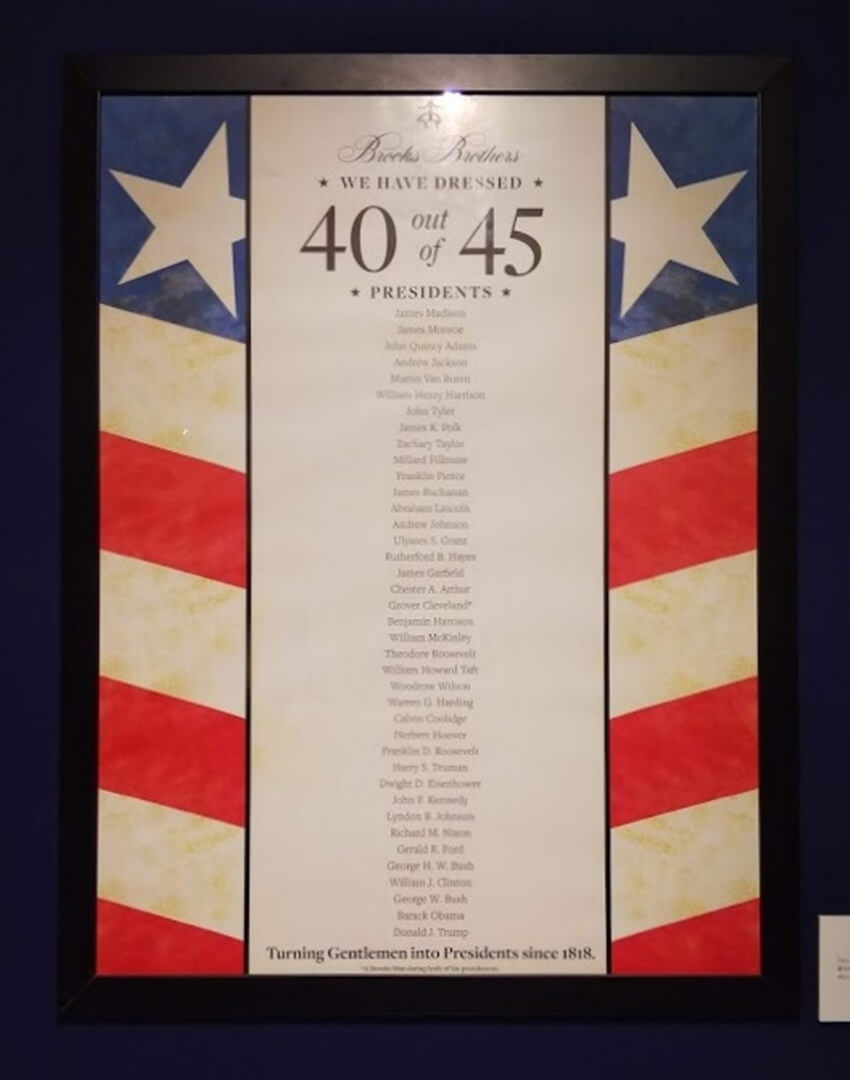 Brooks Brothers
★ WE HAVE DRESSED ★
40 out of 45
★ PRESIDENTS ★
James Madison
James Monroe
John Quincy Adams
Andrew Jackson
Martin Van Buren
William Henry Harrison
John Tyler
James K. Polk
Zachary Taylor
Millard Fillmore
Franklin Pierce
James Buchanan
Abraham Lincoln
Andrew Johnson
Ulysses S. Grant
Rutherford B. Hayes
James Garfield
Chester A. Arthur
Grover Cleveland*
Benjamin Harrison
William McKinley
Theodore Roosevelt
William Howard Taft
Woodrow Wilson
Warren G. Harding
Calvin Coolidge
Herbert Hoover
Franklin D. Roosevelt
Harry S. Truman
Dwight D. Eisenhower
John F. Kennedy
Lyndon B. Johnson
Richard M. Nixon
Gerald R. Ford
George H. W. Bush
William J. Clinton
George W. Bush
Barack Obama
Donald J. Trump
Turning Gentlemen into Presidents since 1818.
during both of his presidencies.